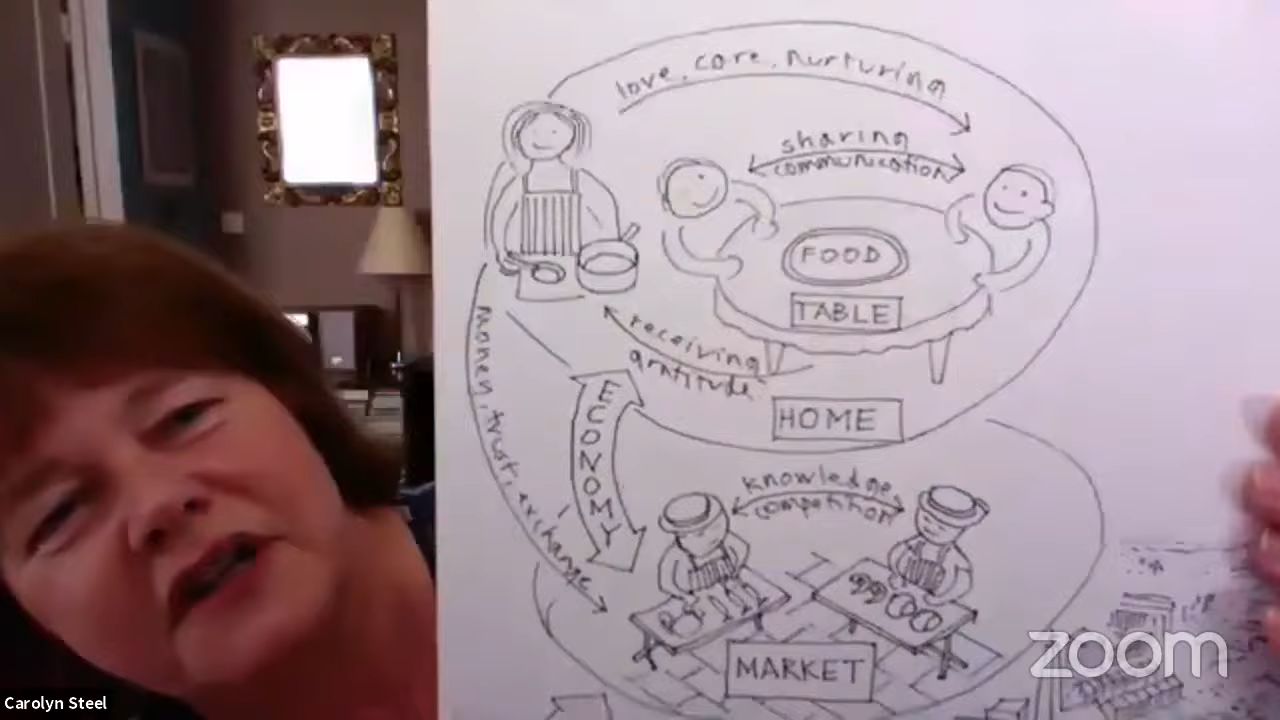 love, care, nurturing
sharing
communication
FOOD
TABLE
receiving
gratitude
HOME
money, trust, exchange
ECONOMY
knowledge
competition
MARKET
zoom
Carolyn Steel